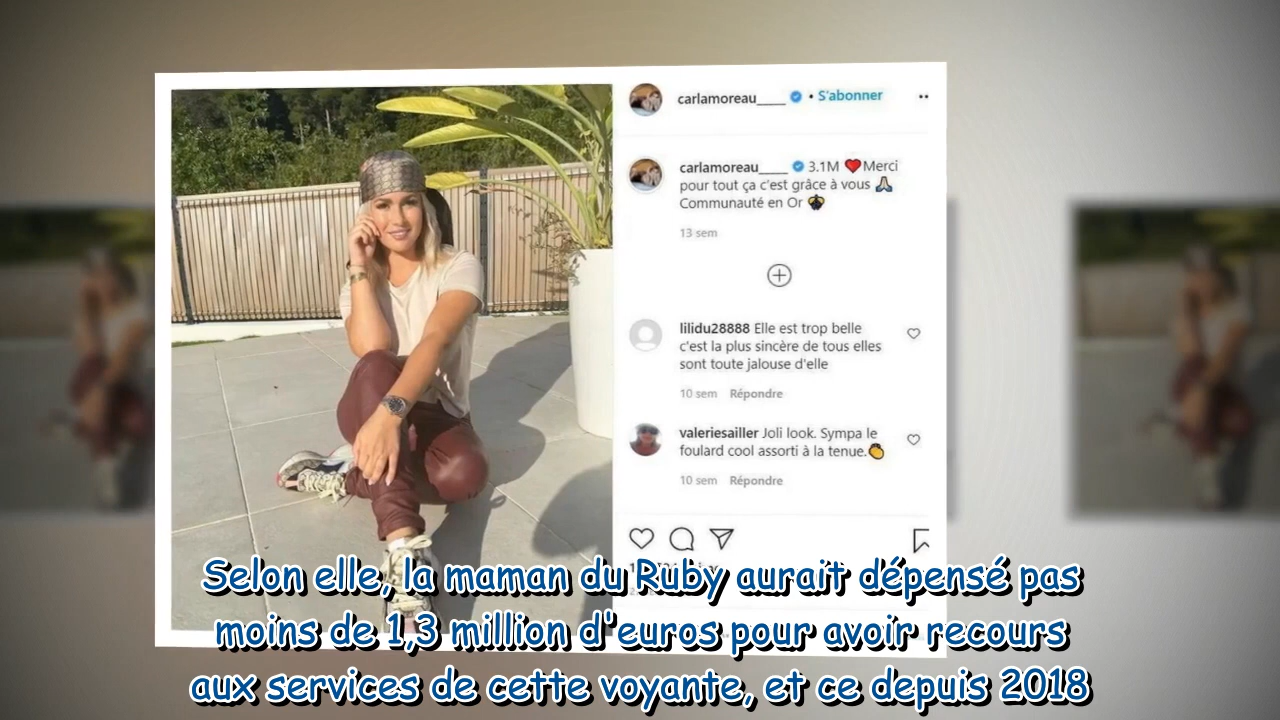 carlamoreau____ • S'abonner
carlamoreau____ 3.1M ❤️Merci
pour tout ça c'est grâce à vous 🙏🏻
Communauté en Or
13 sem
lilidu28888 Elle est trop belle
c'est la plus sincère de tous elles
sont toute jalouse d'elle
10 sem Répondre
valeriesailler Joli look. Sympa le
foulard cool assorti à la tenue.👏
10 sem Répondre
Selon elle, la maman du Ruby aurait dépensé pas
moins de 1,3 million d'euros pour avoir recours
aux services de cette voyante, et ce depuis 2018